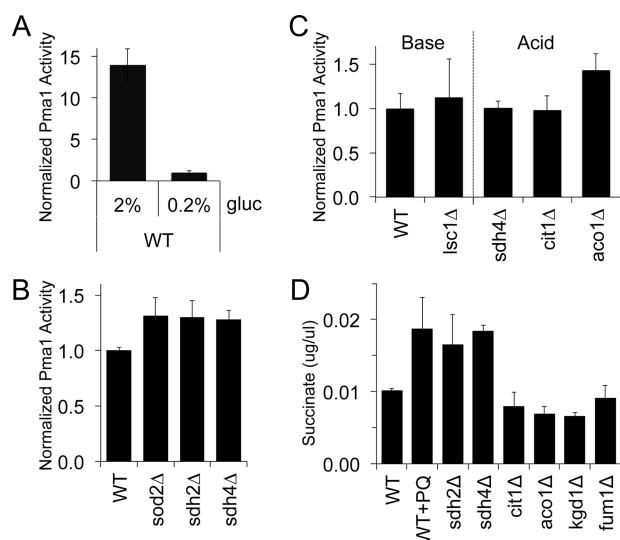 A
Normalized Pma1 Activity
15
10
5
0
2% 0.2% gluc
WT
B
Normalized Pma1 Activity
1.5
1.0
0.5
0.0
WT
sod2Δ
sdh2Δ
sdh4Δ
C
Normalized Pma1 Activity
Base Acid
1.5
1.0
0.5
0.0
WT
lsc1Δ
sdh4Δ
cit1Δ
aco1Δ
D
Succinate (ug/ul)
0.02
0.01
0.00
WT
WT+PQ
sdh2Δ
sdh4Δ
cit1Δ
aco1Δ
kgd1Δ
fum1Δ